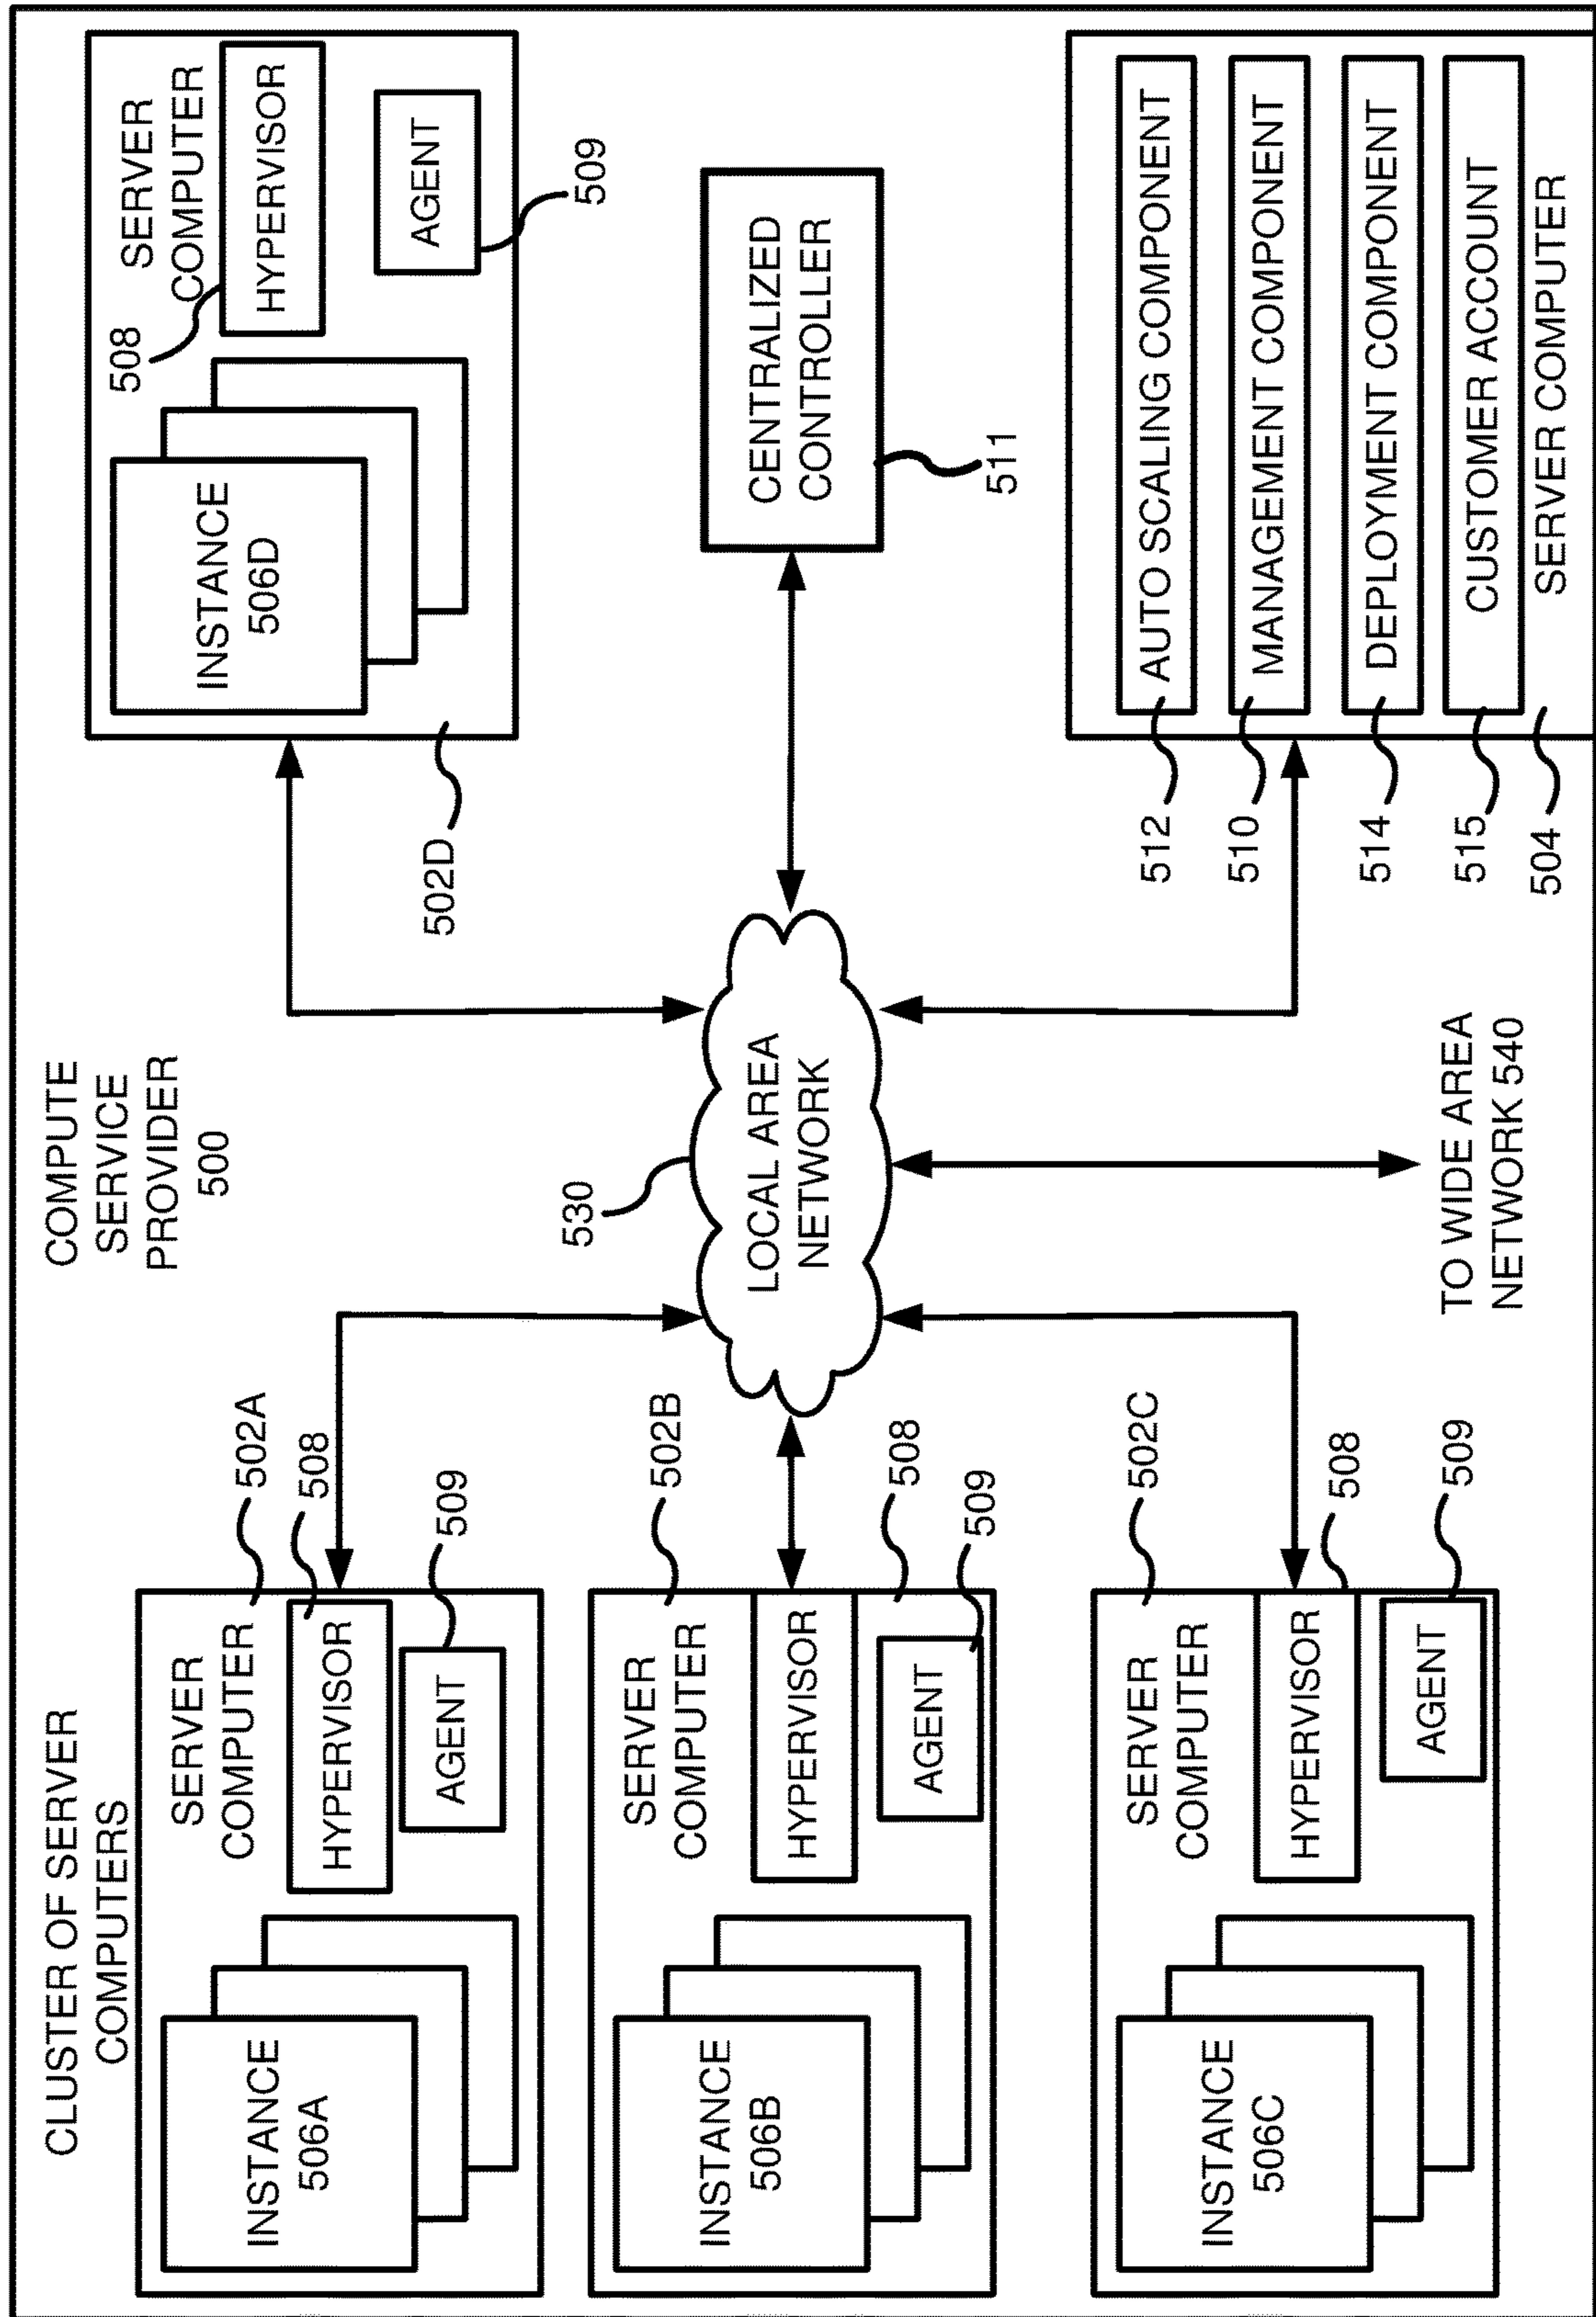 CLUSTER OF SERVER
COMPUTERS
COMPUTE
SERVICE
PROVIDER
500
SERVER
COMPUTER
502A
INSTANCE
506A
HYPERVISOR
508
AGENT
509
SERVER
COMPUTER
502B
INSTANCE
506B
HYPERVISOR
508
AGENT
509
SERVER
COMPUTER
502C
INSTANCE
506C
HYPERVISOR
508
AGENT
509
530
LOCAL AREA
NETWORK
TO WIDE AREA
NETWORK 540
502D
INSTANCE
506D
508
SERVER
COMPUTER
HYPERVISOR
AGENT
509
CENTRALIZED
CONTROLLER
511
512
AUTO SCALING COMPONENT
510
MANAGEMENT COMPONENT
514
DEPLOYMENT COMPONENT
515
CUSTOMER ACCOUNT
504
SERVER COMPUTER